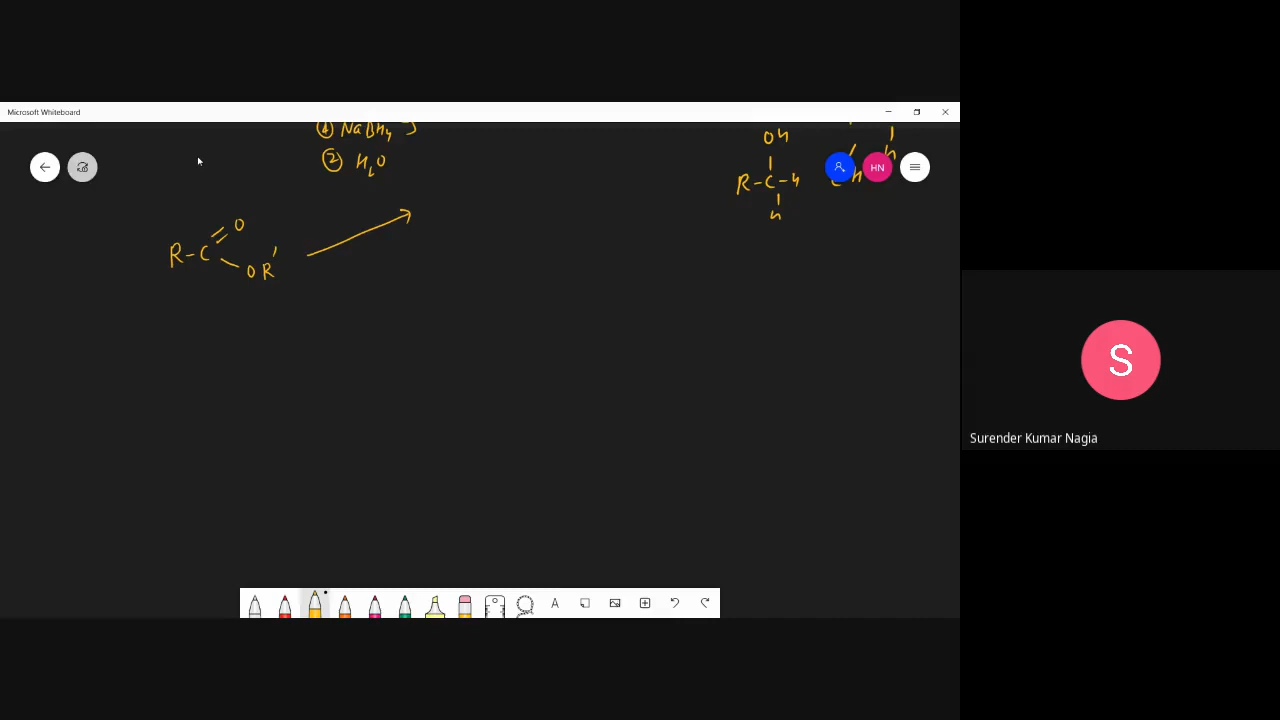 Microsoft Whiteboard
① NaBH4
② H2O
OH
R-C-H
H
H
H
HN
R-C=O
OR'
A
S
Surender Kumar Nagia